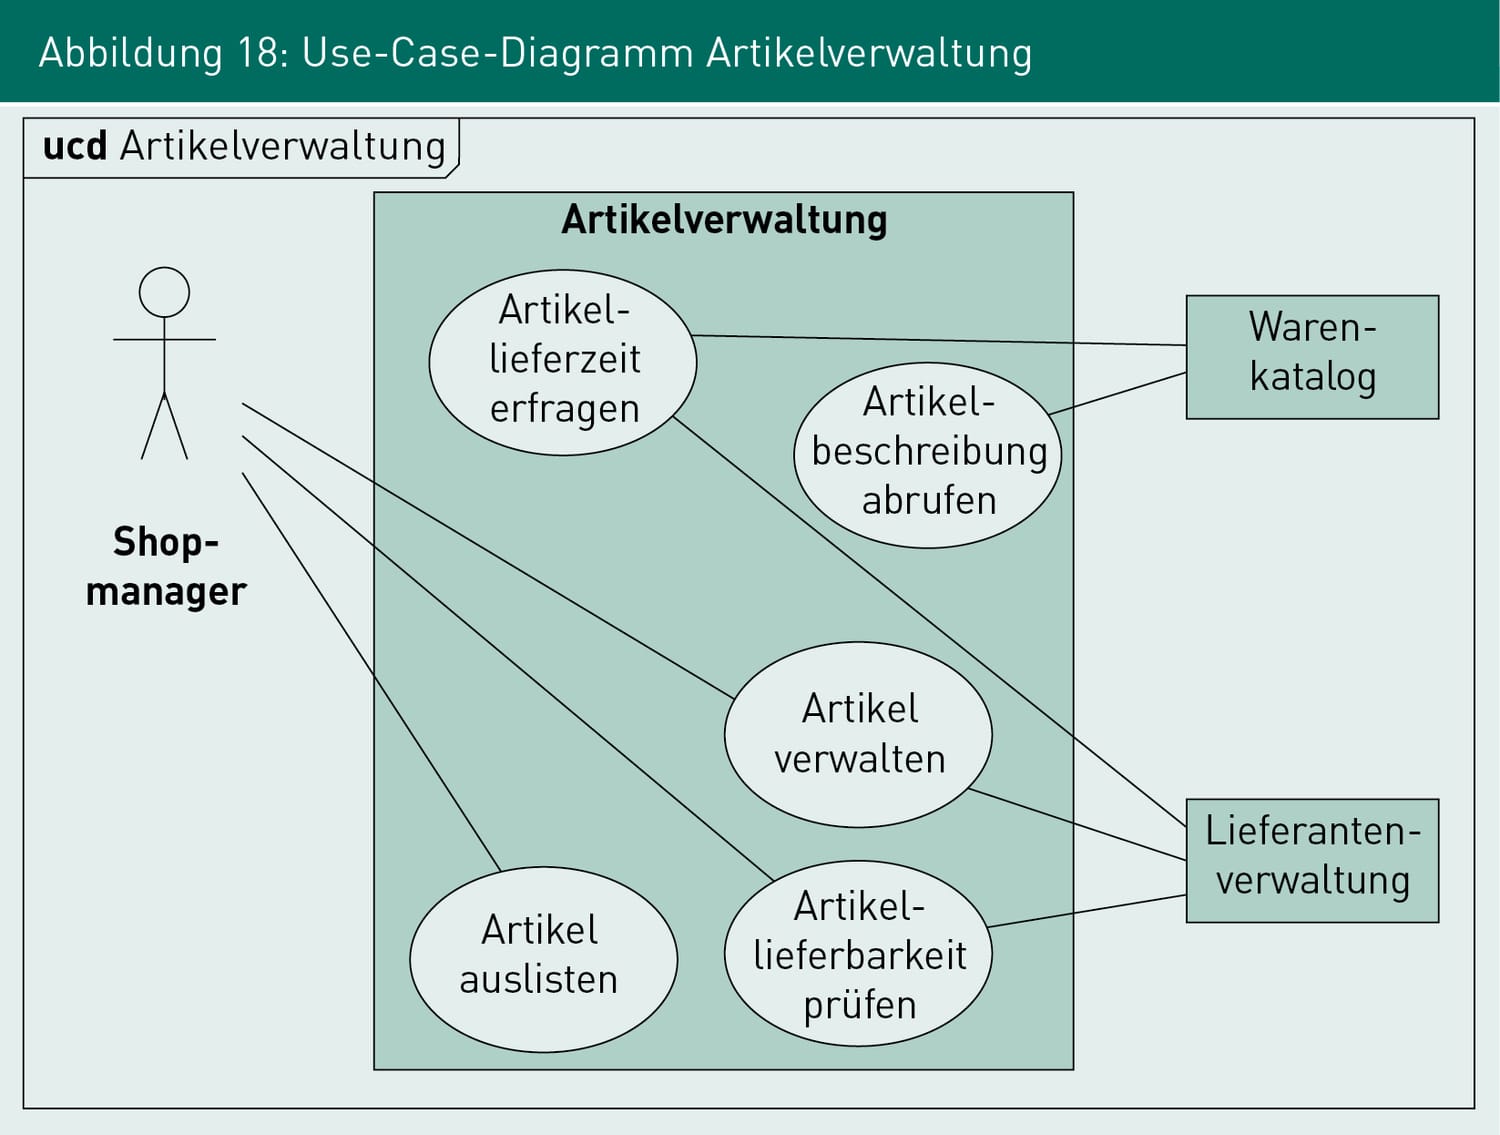 Abbildung 18: Use-Case-Diagramm Artikelverwaltung
ucd Artikelverwaltung
Artikelverwaltung
Artikel-
lieferzeit
erfragen
Waren-
katalog
Artikel-
beschreibung
abrufen
Shop-
manager
Artikel
verwalten
Lieferanten-
verwaltung
Artikel
auslisten
Artikel-
lieferbarkeit
prüfen